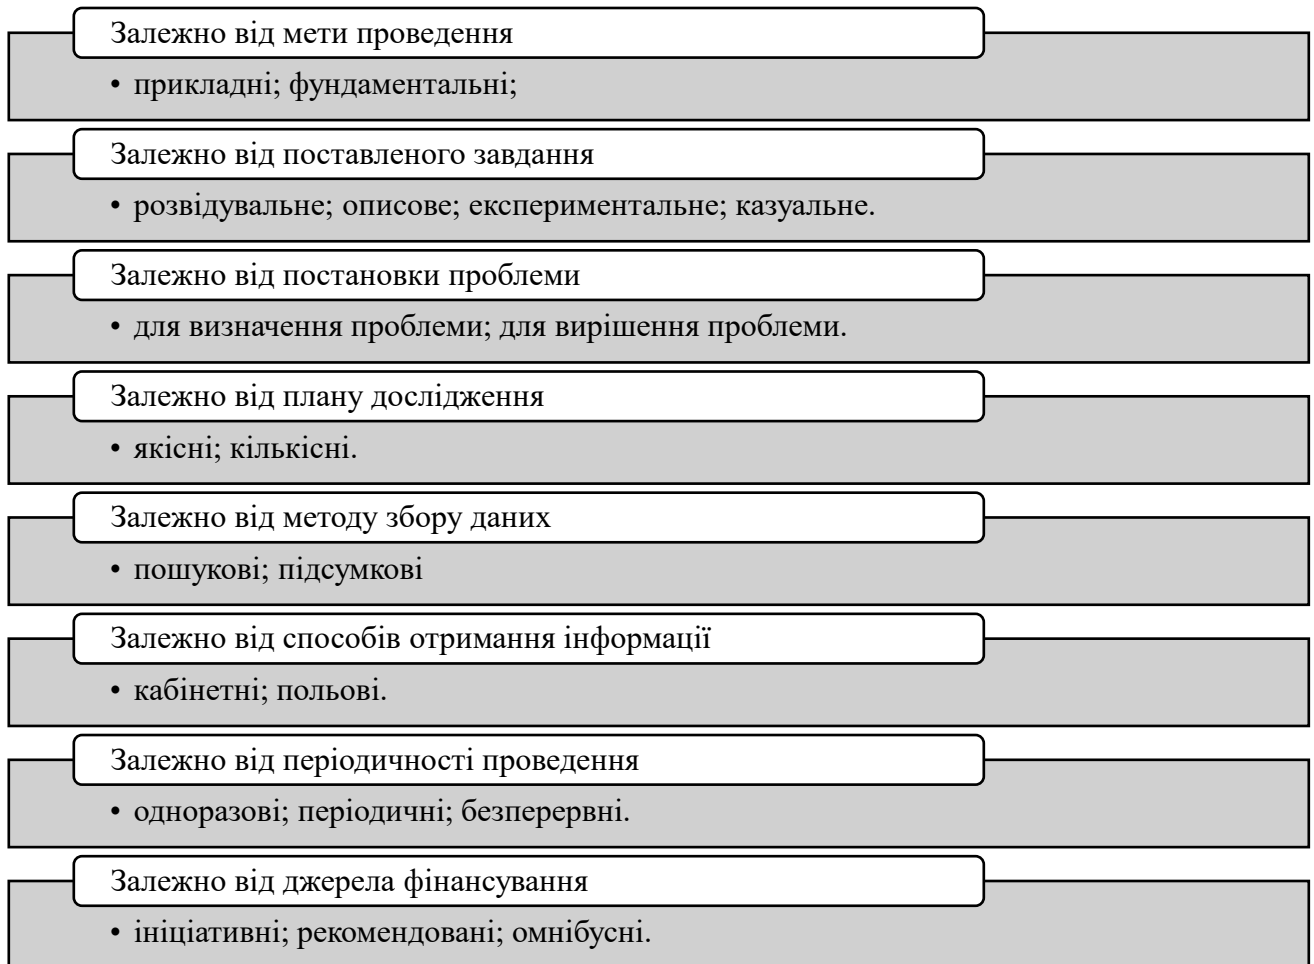 Залежно від мети проведення
• прикладні; фундаментальні;
Залежно від поставленого завдання
• розвідувальне; описове; експериментальне; казуальне.
Залежно від постановки проблеми
• для визначення проблеми; для вирішення проблеми.
Залежно від плану дослідження
• якісні; кількісні.
Залежно від методу збору даних
• пошукові; підсумкові
Залежно від способів отримання інформації
• кабінетні; польові.
Залежно від періодичності проведення
• одноразові; періодичні; безперервні.
Залежно від джерела фінансування
• ініціативні; рекомендовані; омнібусні.